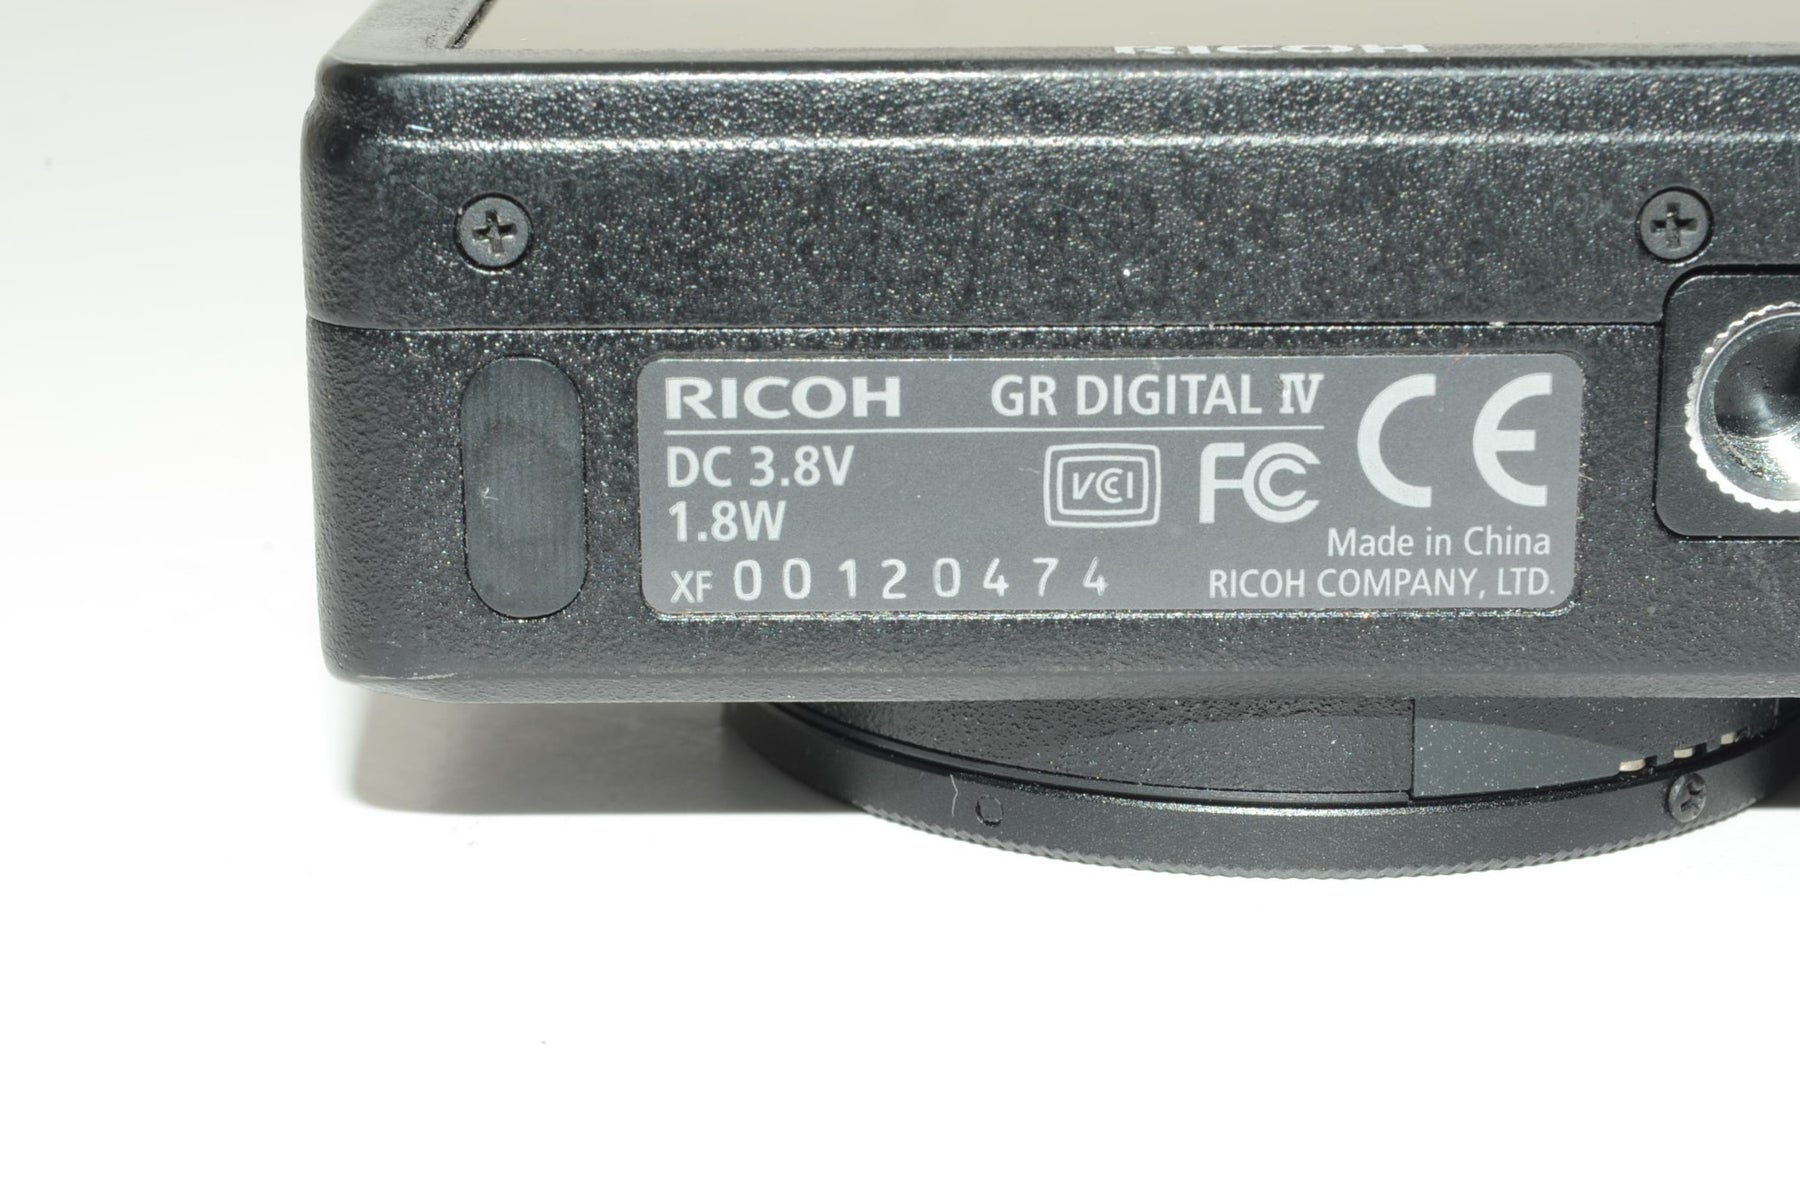 RICOH
RICOH GR DIGITAL IV
DC 3.8V
1.8W
VCCI FC CE
Made in China
XF 00120474 RICOH COMPANY, LTD.